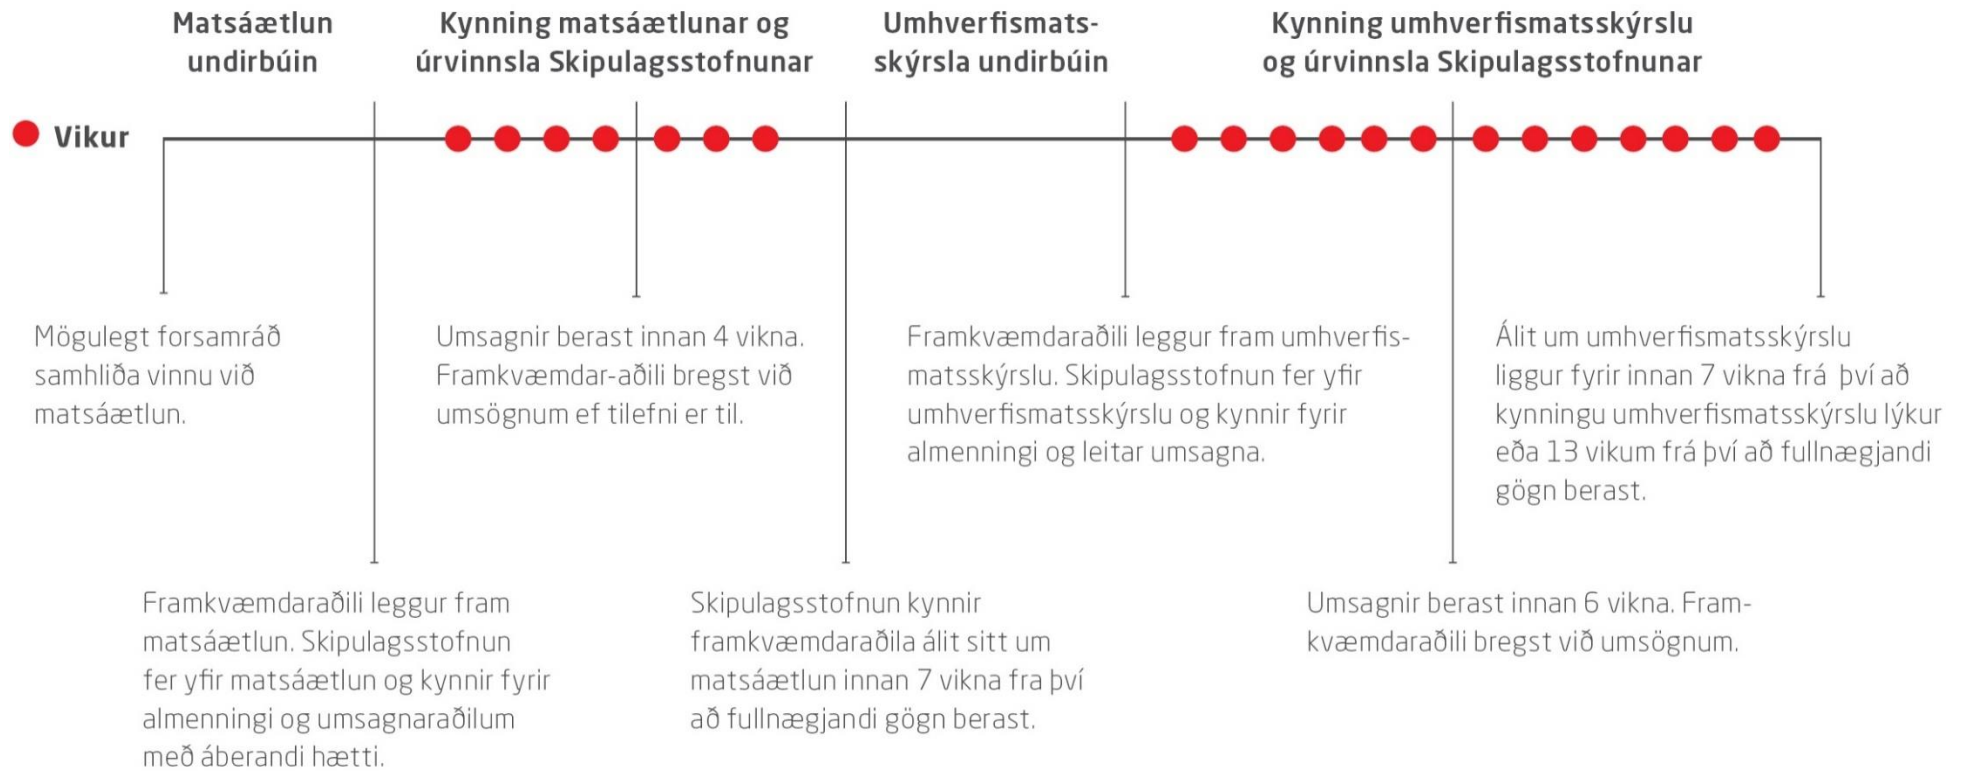 Matsáætlun
undirbúin
Kynning matsáætlunar og
úrvinnsla Skipulagsstofnunar
Umhverfismats-
skýrsla undirbúin
Kynning umhverfismatsskýrslu
og úrvinnsla Skipulagsstofnunar
Vikur
Mögulegt forsamráð
samhliða vinnu við
matsáætlun.
Umsagnir berast innan 4 vikna.
Framkvæmdar-aðili bregst við
umsögnum ef tilefni er til.
Framkvæmdaraðili leggur fram umhverfis-
matsskýrslu. Skipulagsstofnun fer yfir
umhverfismatsskýrslu og kynnir fyrir
almenningi og leitar umsagna.
Álit um umhverfismatsskýrslu
liggur fyrir innan 7 vikna frá því að
kynningu umhverfismatsskýrslu lýkur
eða 13 vikum frá því að fullnægjandi
gögn berast.
Framkvæmdaraðili leggur fram
matsáætlun. Skipulagsstofnun
fer yfir matsáætlun og kynnir fyrir
almenningi og umsagnaraðilum
með áberandi hætti.
Skipulagsstofnun kynnir
framkvæmdaraðila álit sitt um
matsáætlun innan 7 vikna fra því
að fullnægjandi gögn berast.
Umsagnir berast innan 6 vikna. Fram-
kvæmdaraðili bregst við umsögnum.